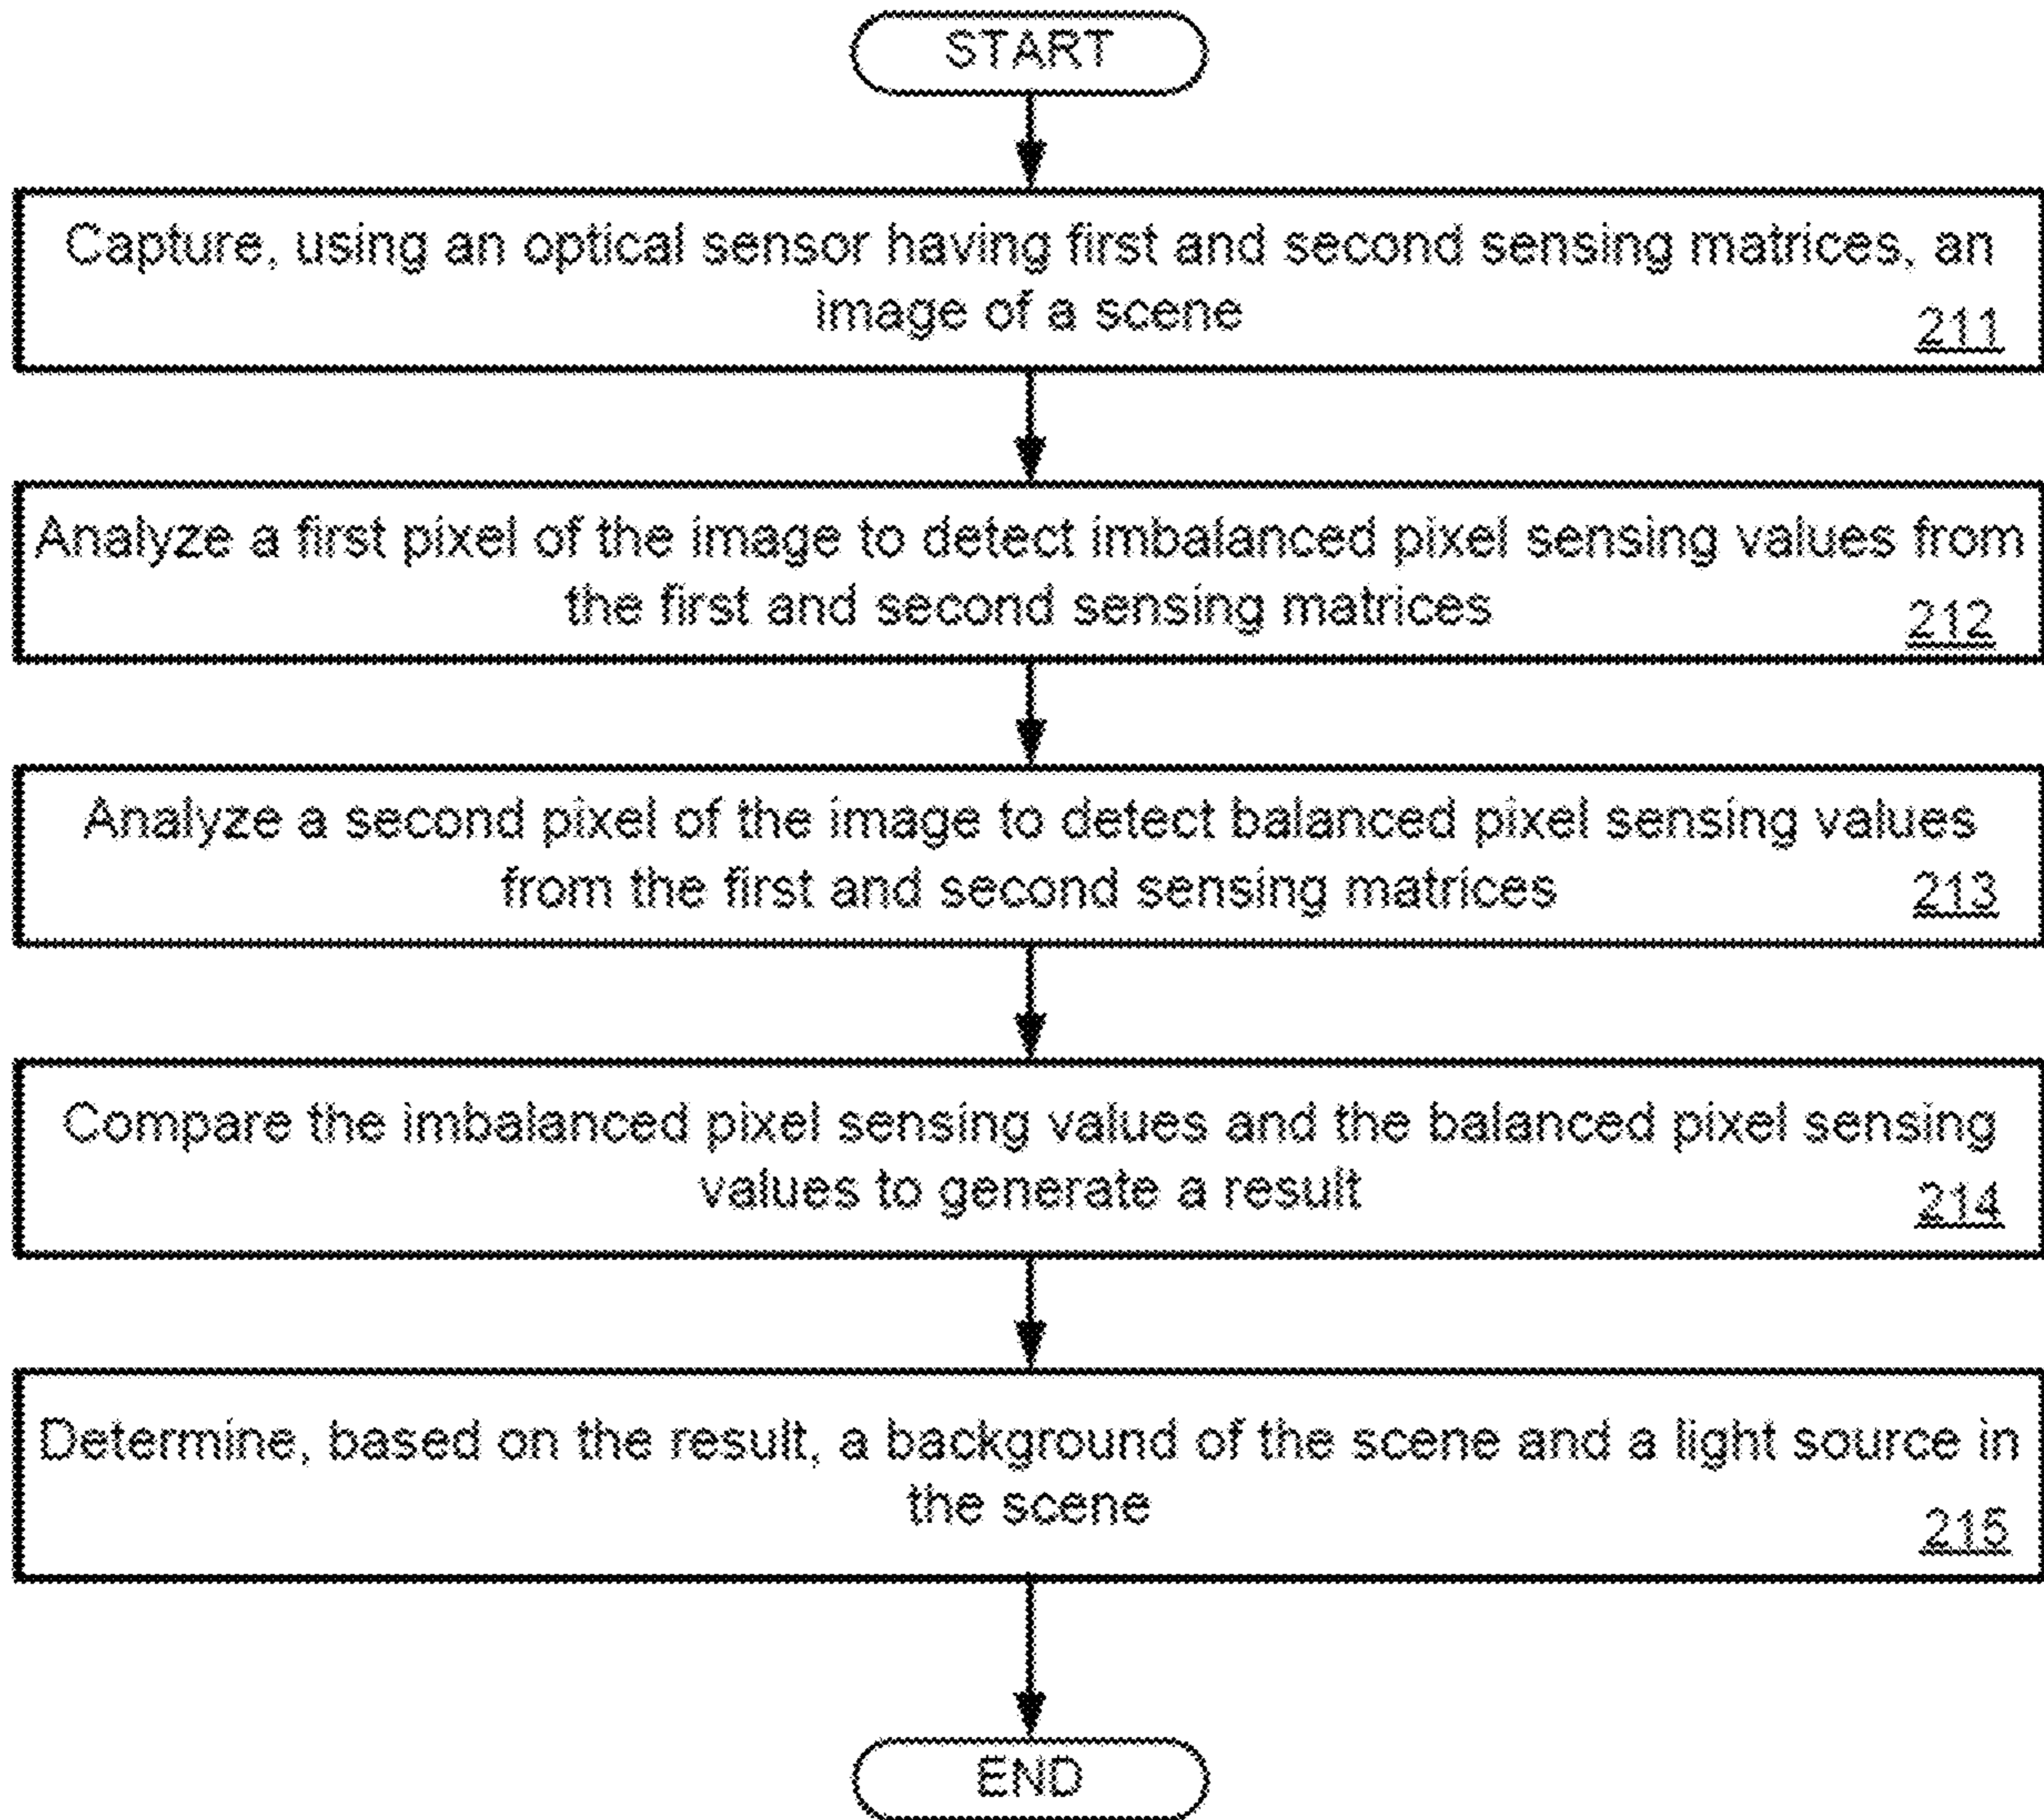 START
Capture, using an optical sensor having first and second sensing matrices, an
image of a scene
211
Analyze a first pixel of the image to detect imbalanced pixel sensing values from
the first and second sensing matrices
212
Analyze a second pixel of the image to detect balanced pixel sensing values
from the first and second sensing matrices
213
Compare the imbalanced pixel sensing values and the balanced pixel sensing
values to generate a result
214
Determine, based on the result, a background of the scene and a light source in
the scene
215
END